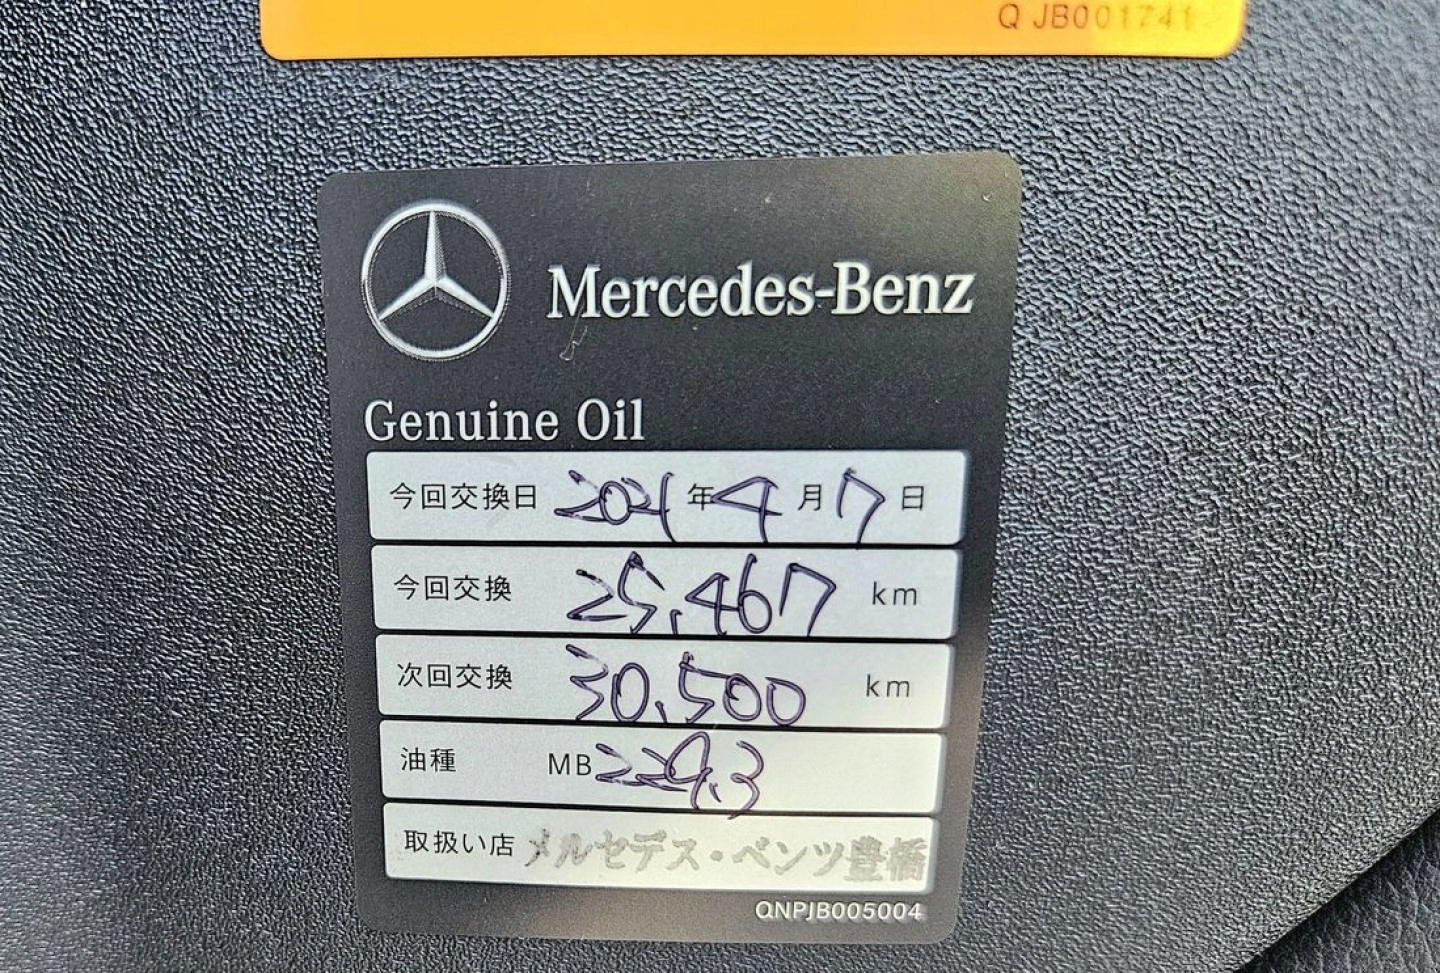 Q JB001741
Mercedes-Benz
Genuine Oil
今回交換日 2021年4月7日
今回交換 25,467 km
次回交換 30,500 km
油種 MB 229.3
取扱い店 メルセデス・ベンツ豊橋
QNPJB005004